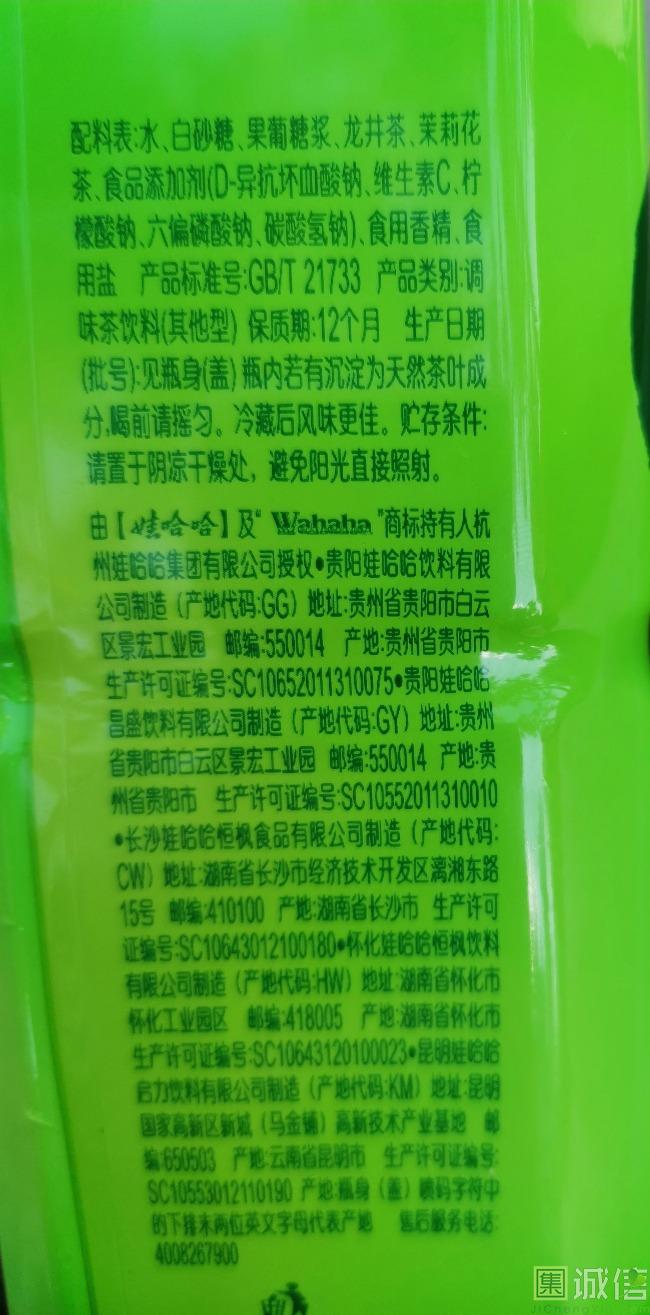 配料表:水、白砂糖、果葡糖浆、龙井茶、茉莉花
茶、食品添加剂(D-异抗坏血酸钠、维生素C、柠
檬酸钠、六偏磷酸钠、碳酸氢钠)、食用香精、食
用盐 产品标准号:GB/T 21733 产品类别:调
味茶饮料(其他型) 保质期:12个月 生产日期
(批号):见瓶身(盖) 瓶内若有沉淀为天然茶叶成
分,喝前请摇匀。冷藏后风味更佳。贮存条件:
请置于阴凉干燥处，避免阳光直接照射。
由【娃哈哈】及“Wahaha”商标持有人杭
州娃哈哈集团有限公司授权•贵阳娃哈哈饮料有限
公司制造（产地代码:GG）地址:贵州省贵阳市白云
区景宏工业园 邮编:550014 产地:贵州省贵阳市
生产许可证编号:SC10652011310075•贵阳娃哈哈
昌盛饮料有限公司制造（产地代码:GY）地址:贵州
省贵阳市白云区景宏工业园 邮编:550014 产地:贵
州省贵阳市 生产许可证编号:SC10552011310010
•长沙娃哈哈恒枫食品有限公司制造（产地代码:
CW）地址:湖南省长沙市经济技术开发区漓湘东路
15号 邮编:410100 产地:湖南省长沙市 生产许可
证编号:SC10643012100180•怀化娃哈哈恒枫饮料
有限公司制造（产地代码:HW）地址:湖南省怀化市
怀化工业园区 邮编:418005 产地:湖南省怀化市
生产许可证编号:SC10643120100023•昆明娃哈哈
启力饮料有限公司制造（产地代码:KM）地址:昆明
国家高新区新城（马金铺）高新技术产业基地 邮
编:650503 产地:云南省昆明市 生产许可证编号:
SC10553012110190 产地:瓶身（盖）喷码字符中
的下排末两位英文字母代表产地 售后服务电话:
4008267900
集诚信